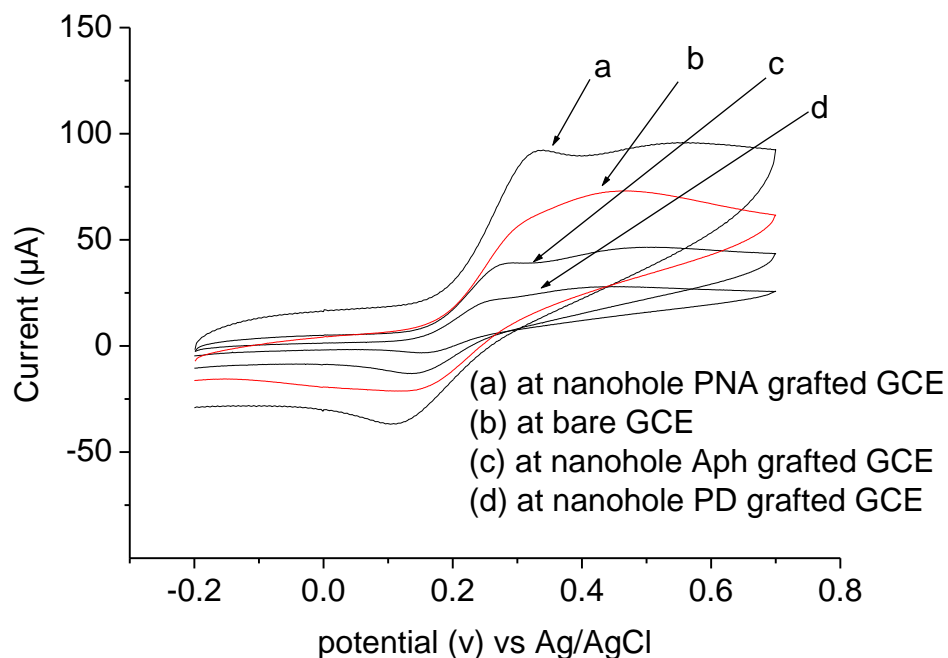 150
100
50
0
-50
Current (µA)
a
b
c
d
(a) at nanohole PNA grafted GCE
(b) at bare GCE
(c) at nanohole Aph grafted GCE
(d) at nanohole PD grafted GCE
-0.2 0.0 0.2 0.4 0.6 0.8
potential (v) vs Ag/AgCl